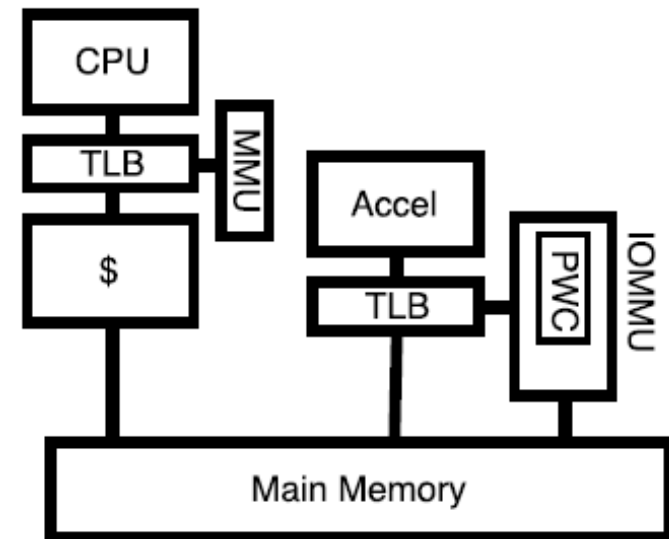 CPU
TLB
MMU
$
Accel
TLB
PWC
IOMMU
Main Memory